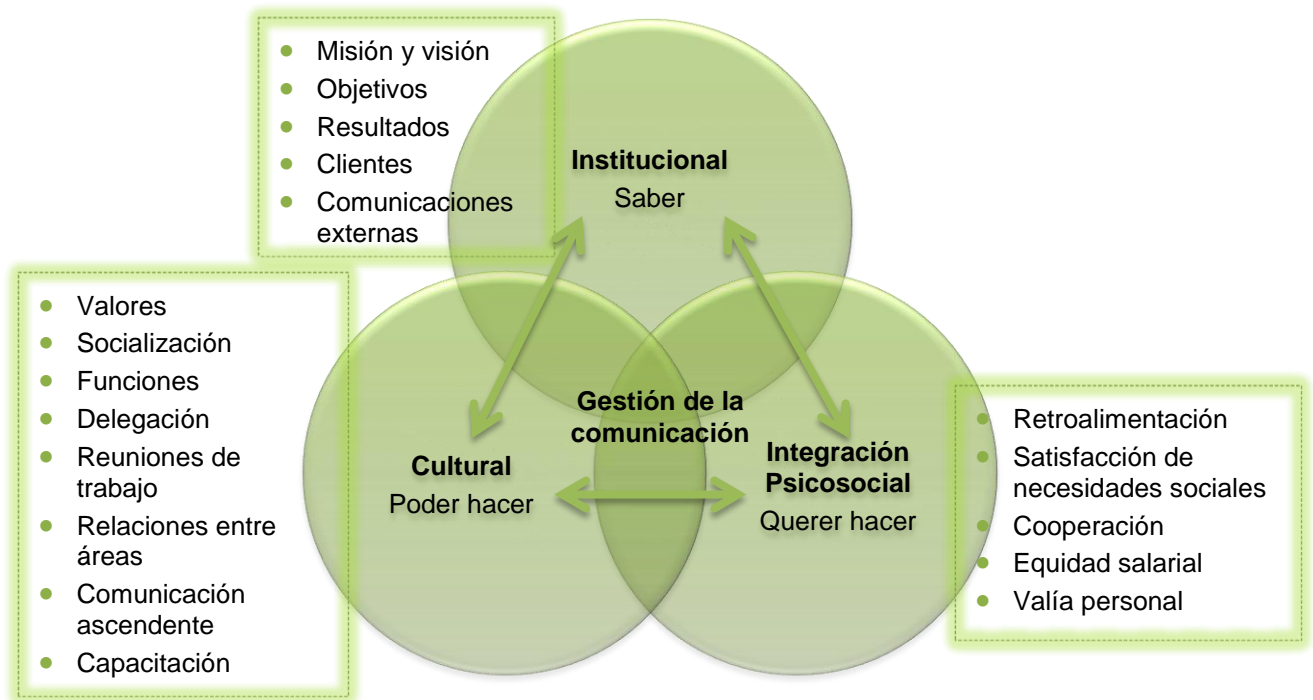 Misión y visión
Objetivos
Resultados
Clientes
Comunicaciones
externas
Institucional
Saber
Valores
Socialización
Funciones
Delegación
Reuniones de
trabajo
Relaciones entre
áreas
Comunicación
ascendente
Capacitación
Gestión de la
comunicación
Cultural
Poder hacer
Integración
Psicosocial
Querer hacer
Retroalimentación
Satisfacción de
necesidades sociales
Cooperación
Equidad salarial
Valía personal